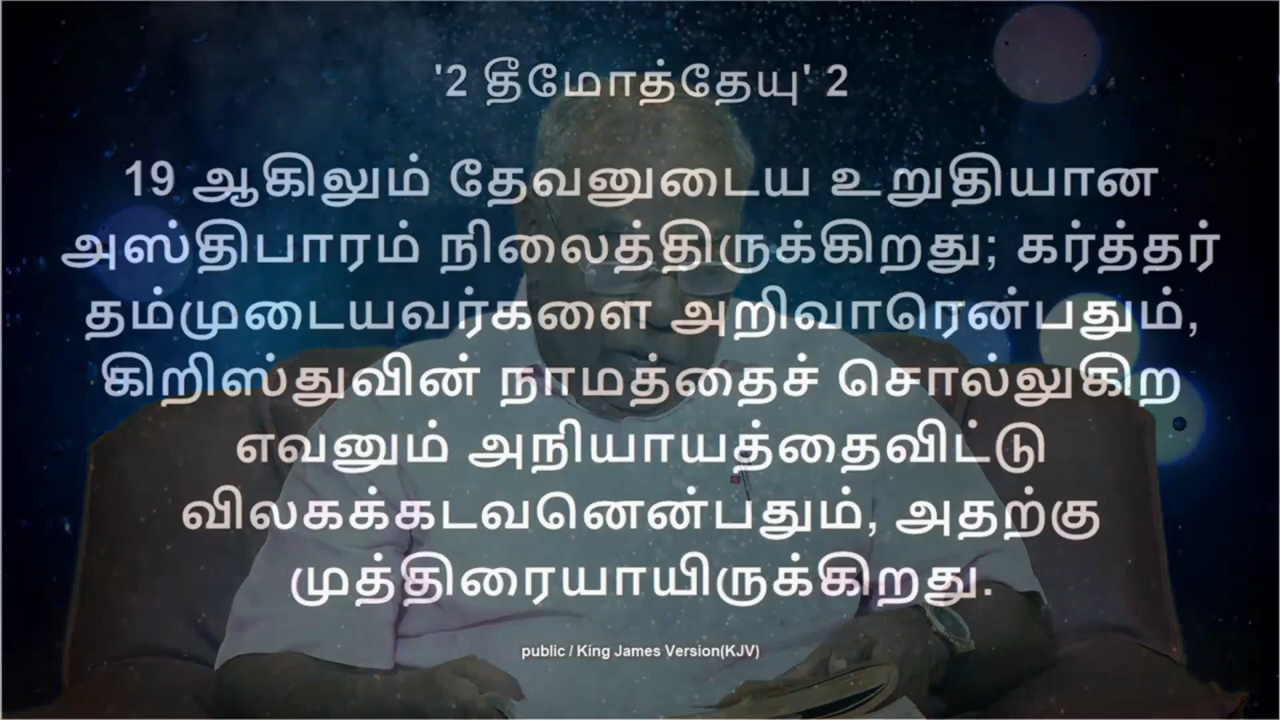 '2 தீமோத்தேயு' 2
19 ஆகிலும் தேவனுடைய உறுதியான
அஸ்திபாரம் நிலைத்திருக்கிறது; கர்த்தர்
தம்முடையவர்களை அறிவாரென்பதும்,
கிறிஸ்துவின் நாமத்தைச் சொல்லுகிற
எவனும் அநியாயத்தைவிட்டு
விலகக்கடவனென்பதும், அதற்கு
முத்திரையாயிருக்கிறது.
public / King James Version(KJV)